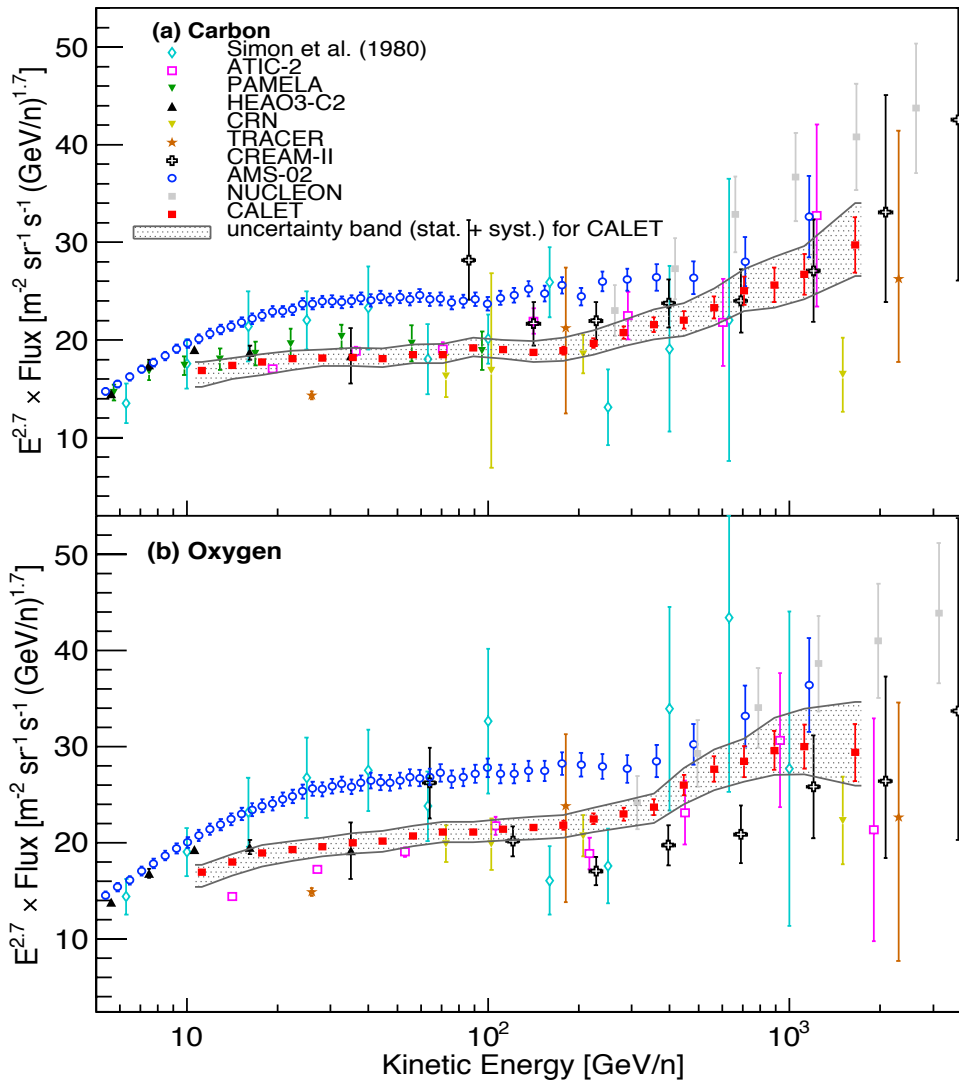 (a) Carbon
Simon et al. (1980)
ATIC-2
PAMELA
HEAO3-C2
CRN
TRACER
CREAM-II
AMS-02
NUCLEON
CALET
uncertainty band (stat. + syst.) for CALET
E^2.7 × Flux [m^-2 sr^-1 s^-1 (GeV/n)^1.7]
50
40
30
20
10
(b) Oxygen
E^2.7 × Flux [m^-2 sr^-1 s^-1 (GeV/n)^1.7]
50
40
30
20
10
10 10^2 10^3
Kinetic Energy [GeV/n]